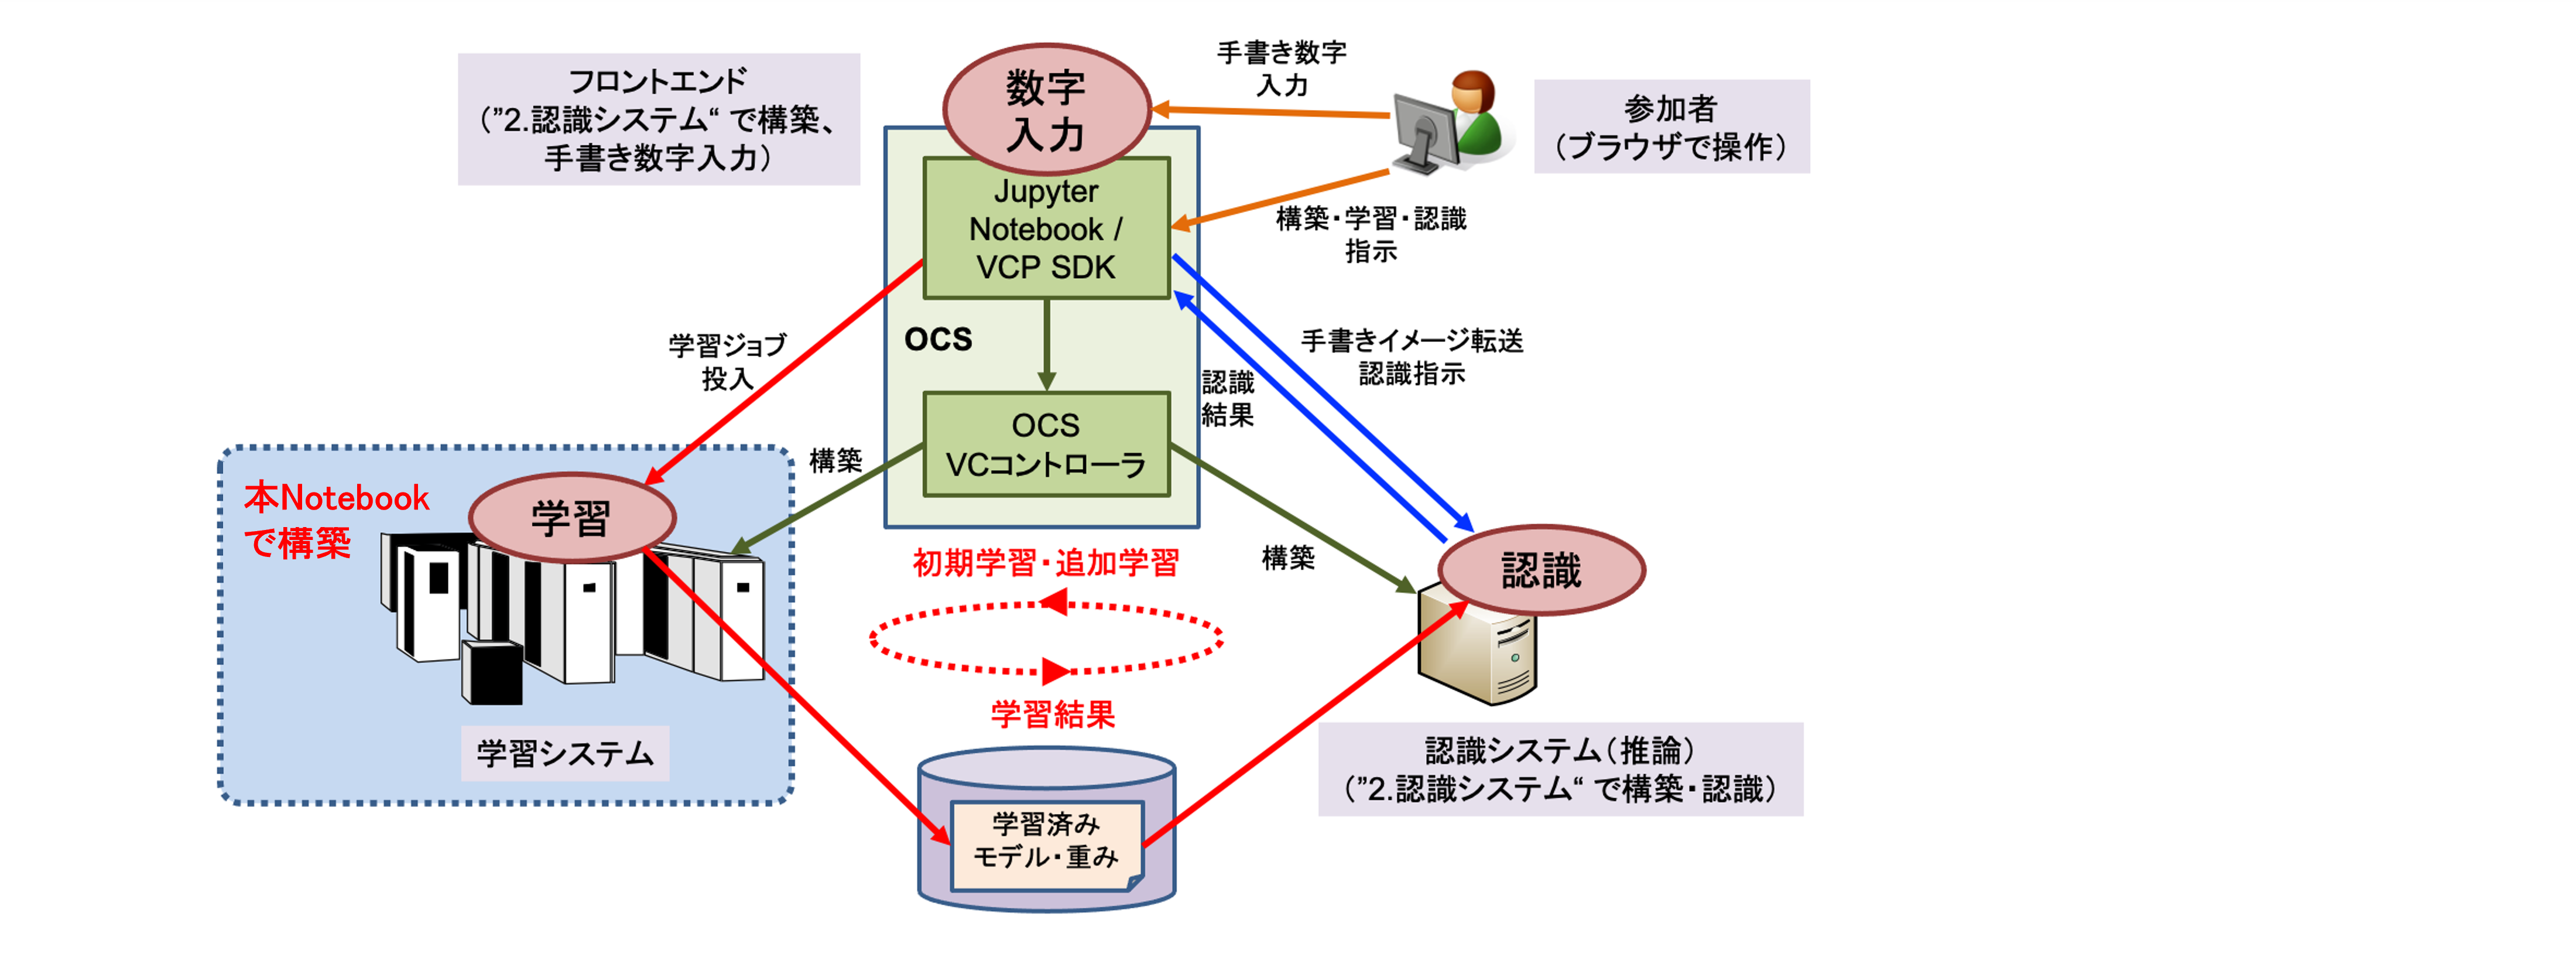 フロントエンド
（”2.認識システム“ で構築、
手書き数字入力）
数字
入力
手書き数字
入力
参加者
（ブラウザで操作）
Jupyter
Notebook /
VCP SDK
構築・学習・認識
指示
OCS
学習ジョブ
投入
手書きイメージ転送
認識指示
認識
結果
OCS
VCコントローラ
構築
本Notebook
で構築
学習
初期学習・追加学習
構築
認識
学習結果
学習システム
認識システム（推論）
（”2.認識システム“ で構築・認識）
学習済み
モデル・重み